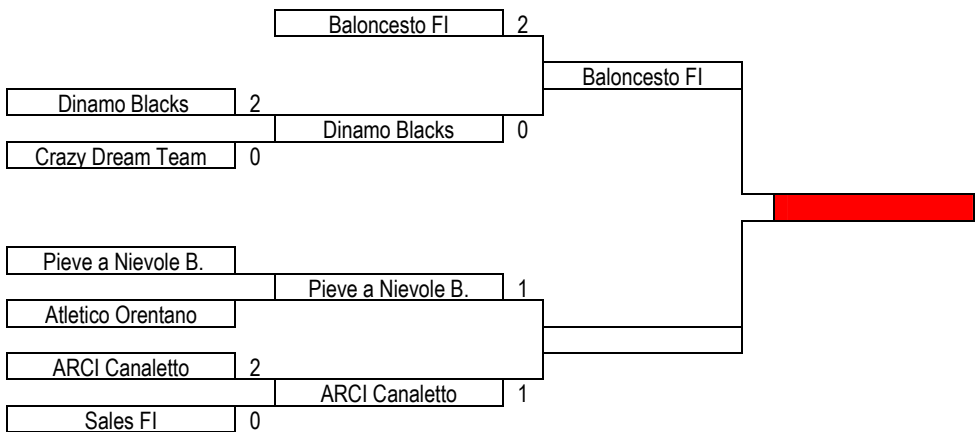 Baloncesto FI 2
Baloncesto FI
Dinamo Blacks 2
Dinamo Blacks 0
Crazy Dream Team 0
Pieve a Nievole B.
Pieve a Nievole B. 1
Atletico Orentano
ARCI Canaletto 2
ARCI Canaletto 1
Sales FI 0